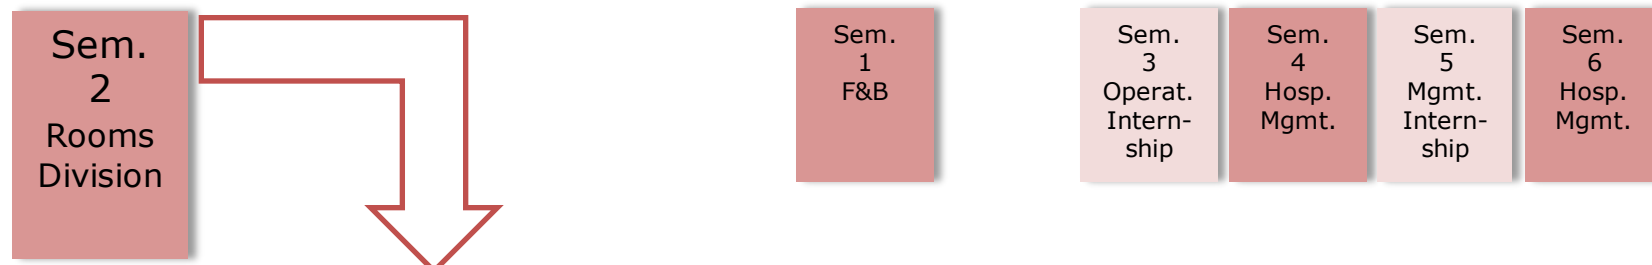 Sem.
2
Rooms
Division
Sem.
1
F&B
Sem.
3
Operat.
Intern-
ship
Sem.
4
Hosp.
Mgmt.
Sem.
5
Mgmt.
Intern-
ship
Sem.
6
Hosp.
Mgmt.